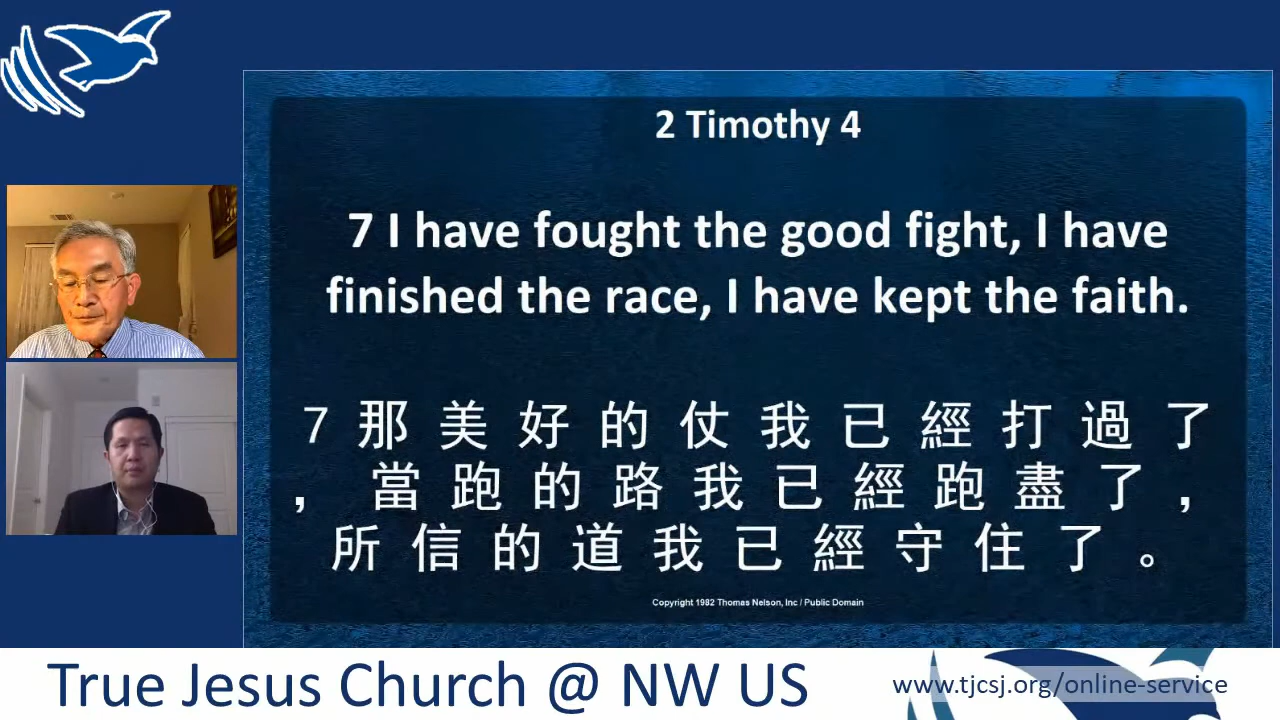 2 Timothy 4
7 I have fought the good fight, I have
finished the race, I have kept the faith.
7 那美好的仗我已經打過了
，當跑的路我已經跑盡了，
所信的道我已經守住了。
Copyright 1982 Thomas Nelson, Inc / Public Domain
True Jesus Church @ NW US
www.tjcsj.org/online-service